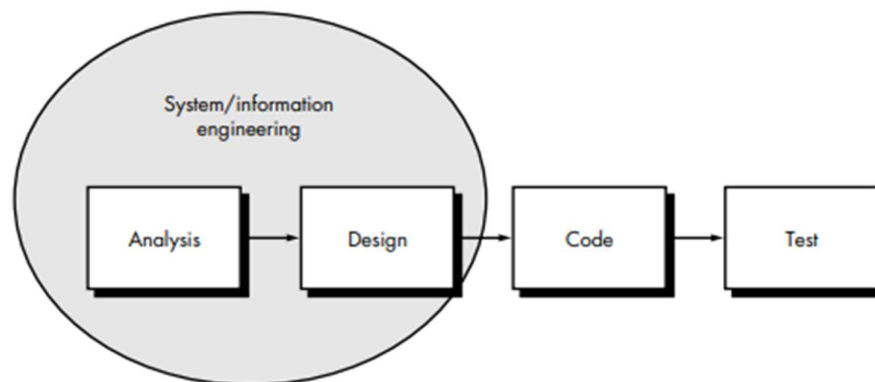 System/information
engineering
Analysis
Design
Code
Test